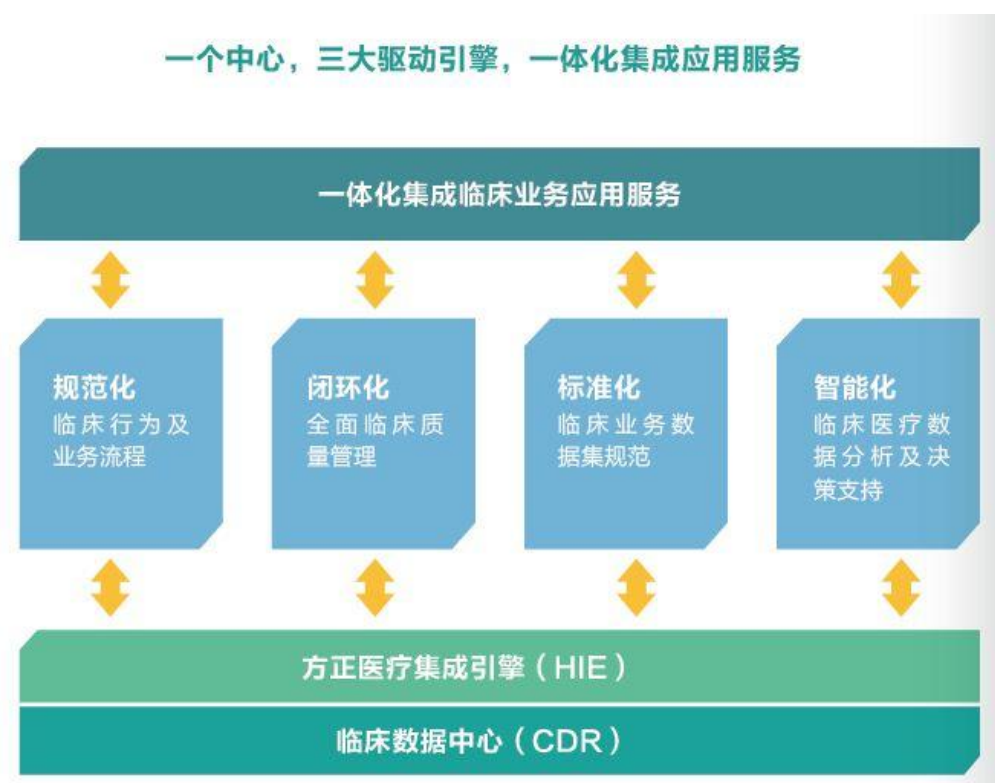 一个中心，三大驱动引擎，一体化集成应用服务
一体化集成临床业务应用服务
规范化
临床行为及
业务流程
闭环化
全面临床质
量管理
标准化
临床业务数
据集规范
智能化
临床医疗数
据分析及决
策支持
方正医疗集成引擎（HIE）
临床数据中心（CDR）